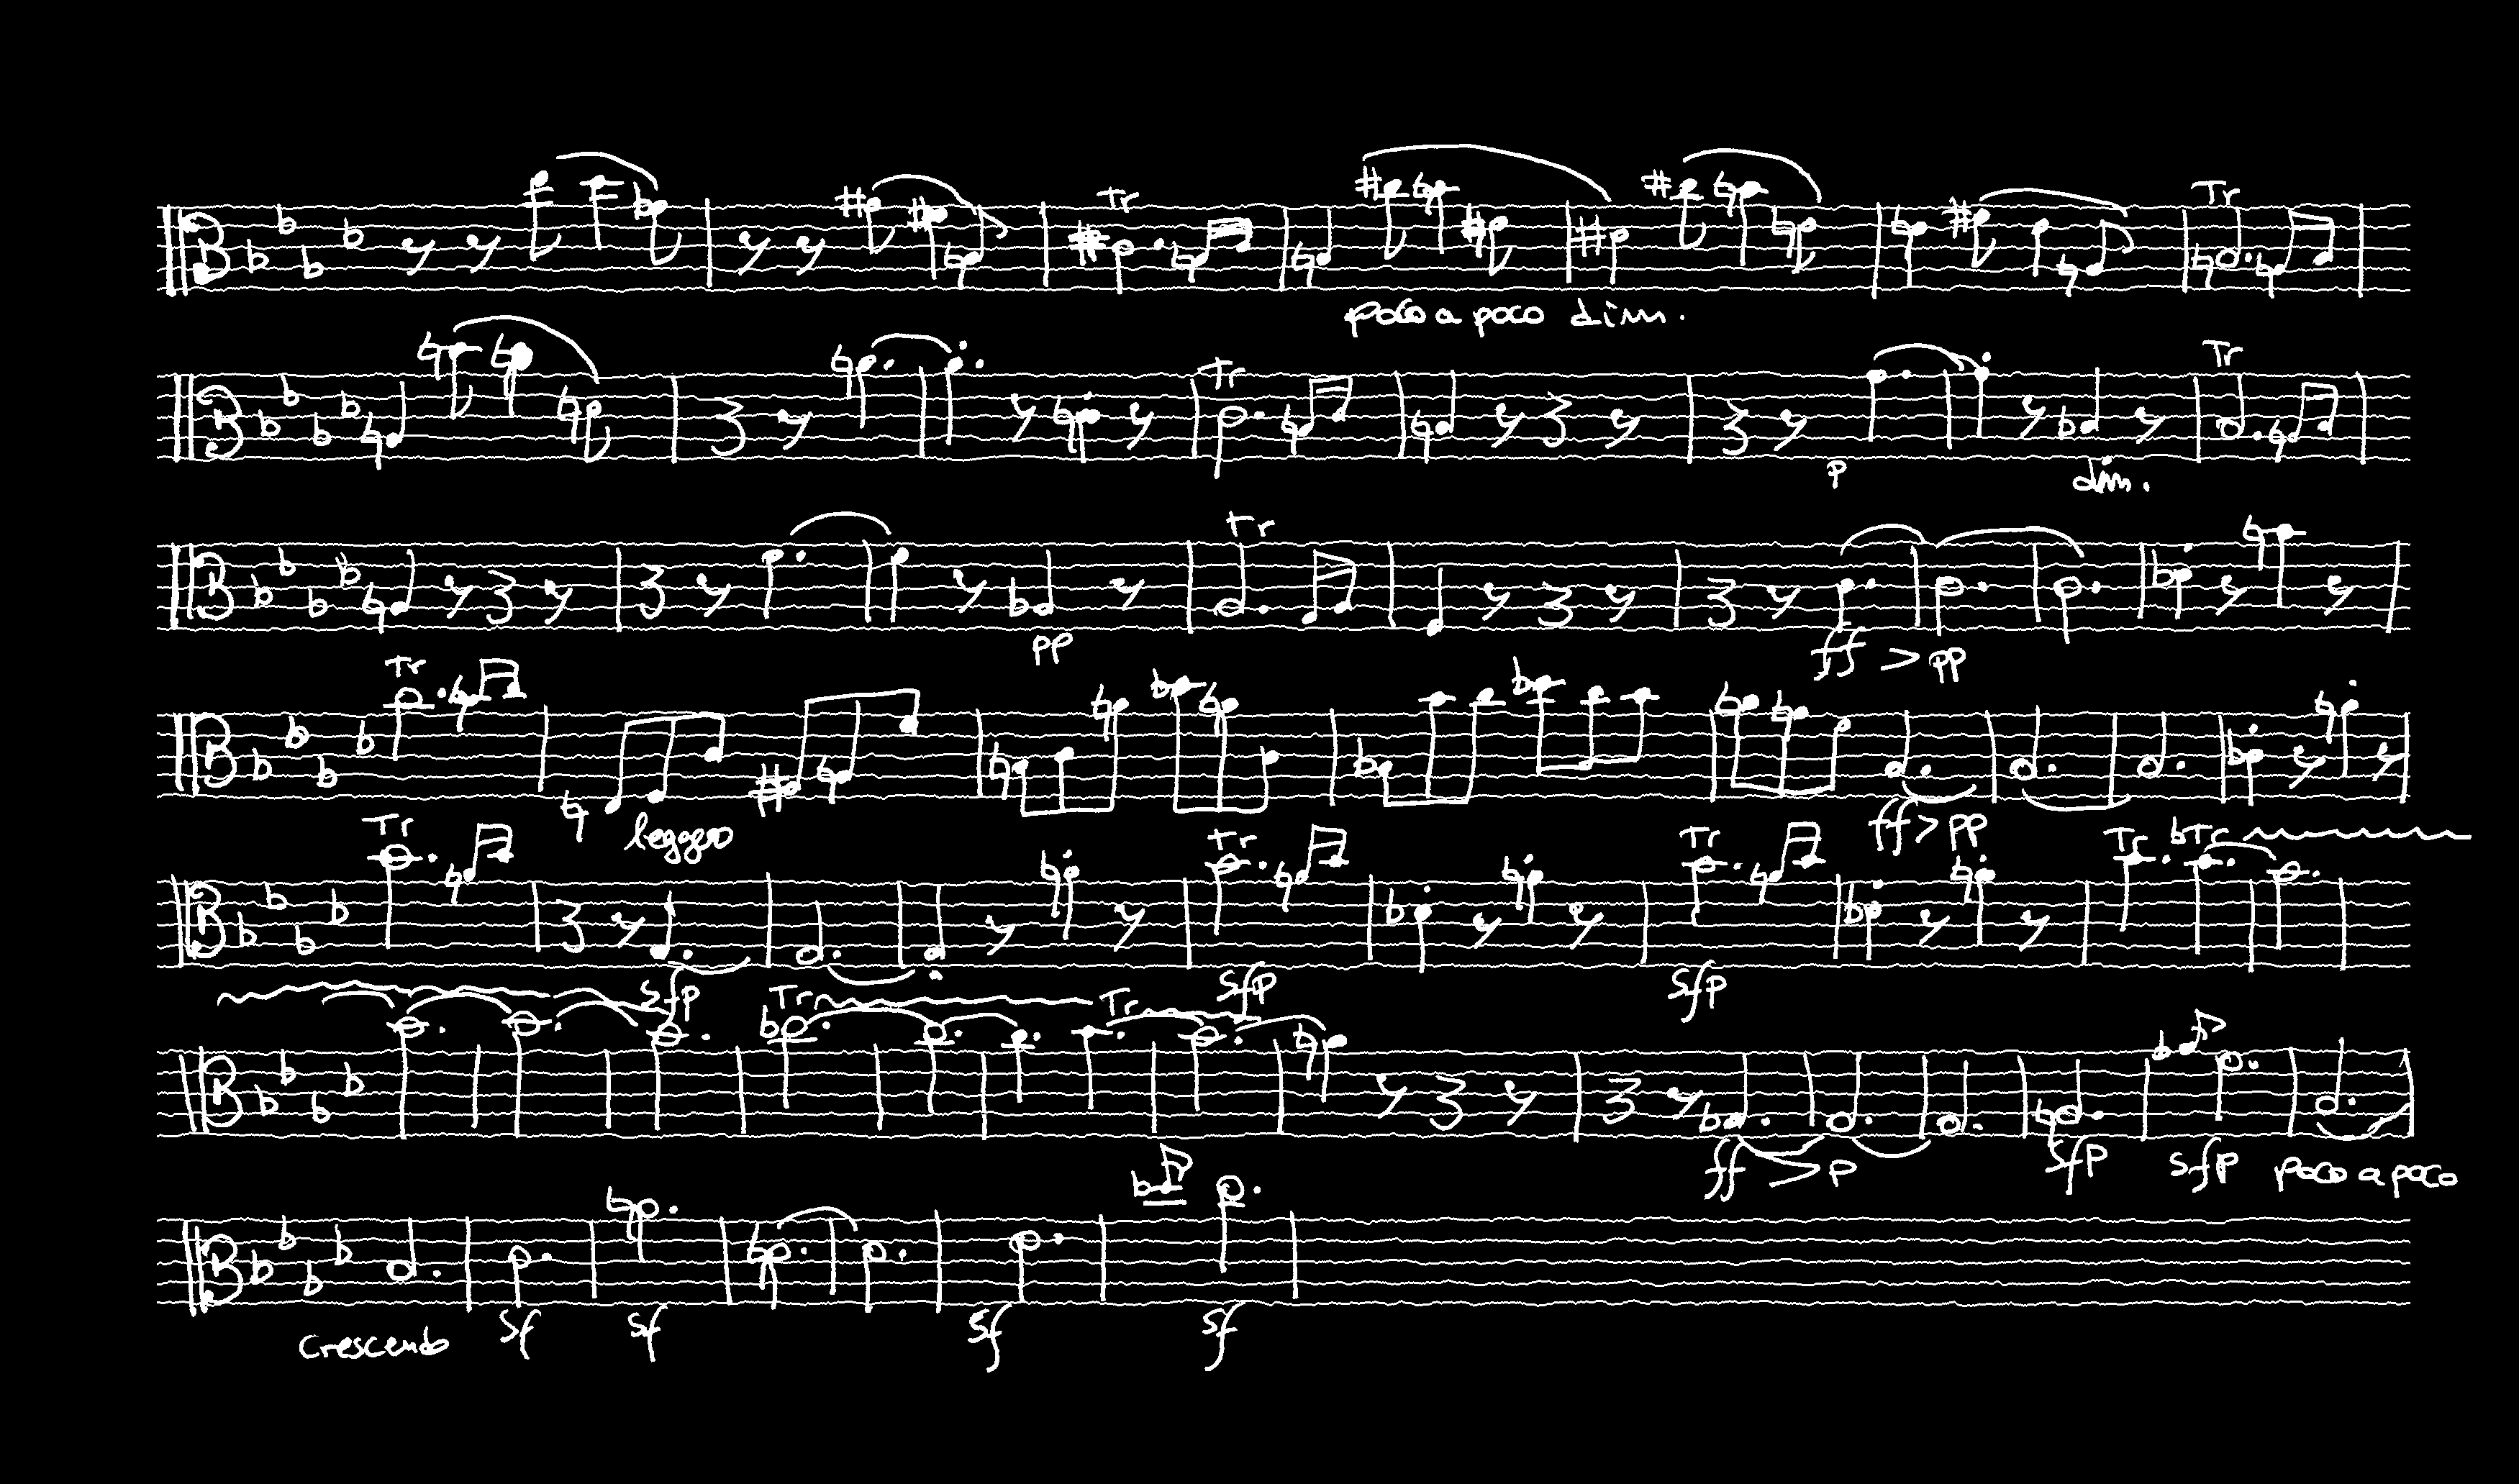 Tr
poco a poco dim. Tr
Tr Tr
p dim.
Tr
pp ff > pp
Tr
leggero ff > pp
Tr Tr Tr Tr Tr
sfp sfp sfp
Tr Tr
ff > p sfp sfp poco a poco
crescendo sf sf sf sf